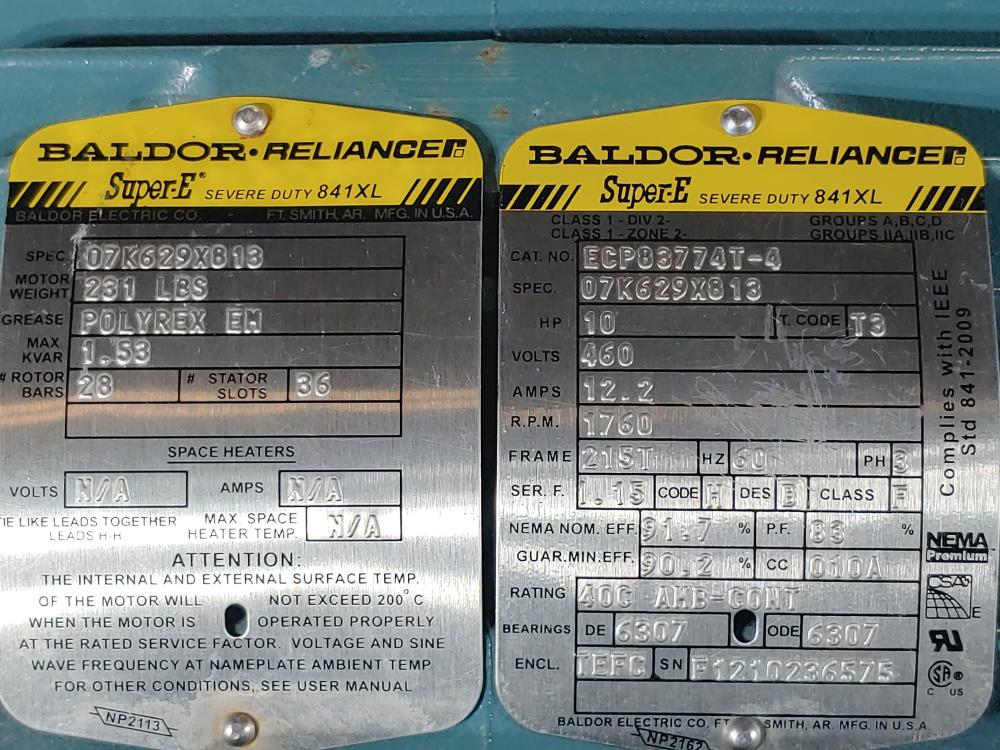 BALDOR·RELIANCER
Super-E® SEVERE DUTY 841XL
BALDOR ELECTRIC CO. - FT. SMITH, AR. MFG. IN U.S.A.
SPEC. 07K629X813
MOTOR WEIGHT 231 LBS
GREASE POLYREX EM
MAX. KVAR 1.53
# ROTOR BARS 28 # STATOR SLOTS 36
SPACE HEATERS
VOLTS N/A AMPS N/A
TIE LIKE LEADS TOGETHER LEADS H-H MAX. SPACE HEATER TEMP. N/A
ATTENTION:
THE INTERNAL AND EXTERNAL SURFACE TEMP.
OF THE MOTOR WILL NOT EXCEED 200°C
WHEN THE MOTOR IS OPERATED PROPERLY
AT THE RATED SERVICE FACTOR. VOLTAGE AND SINE
WAVE FREQUENCY AT NAMEPLATE AMBIENT TEMP
FOR OTHER CONDITIONS, SEE USER MANUAL
NP2113
BALDOR·RELIANCER
Super-E SEVERE DUTY 841XL
CLASS 1 - DIV 2- GROUPS A,B,C,D
CLASS 1 - ZONE 2- GROUPS IIA,IIB,IIC
CAT. NO. ECP83774T-4
SPEC. 07K629X813
HP 10 T. CODE T3
VOLTS 460
AMPS 12.2
R.P.M. 1760
FRAME 215T HZ 60 PH 3
SER. F. 1.15 CODE H DES B CLASS F
NEMA NOM. EFF. 91.7 % P.F. 83 %
GUAR.MIN.EFF. 90.2 % CC 010A
RATING 40C AMB-CONT
BEARINGS DE 6307 ODE 6307
ENCL. TEFC SN F1210236575
BALDOR ELECTRIC CO. FT. SMITH, AR. MFG. IN U.S.A
NP2162
Complies with IEEE
Std 841-2009
NEMA
Premium
CSA
E
RU
SA
C US